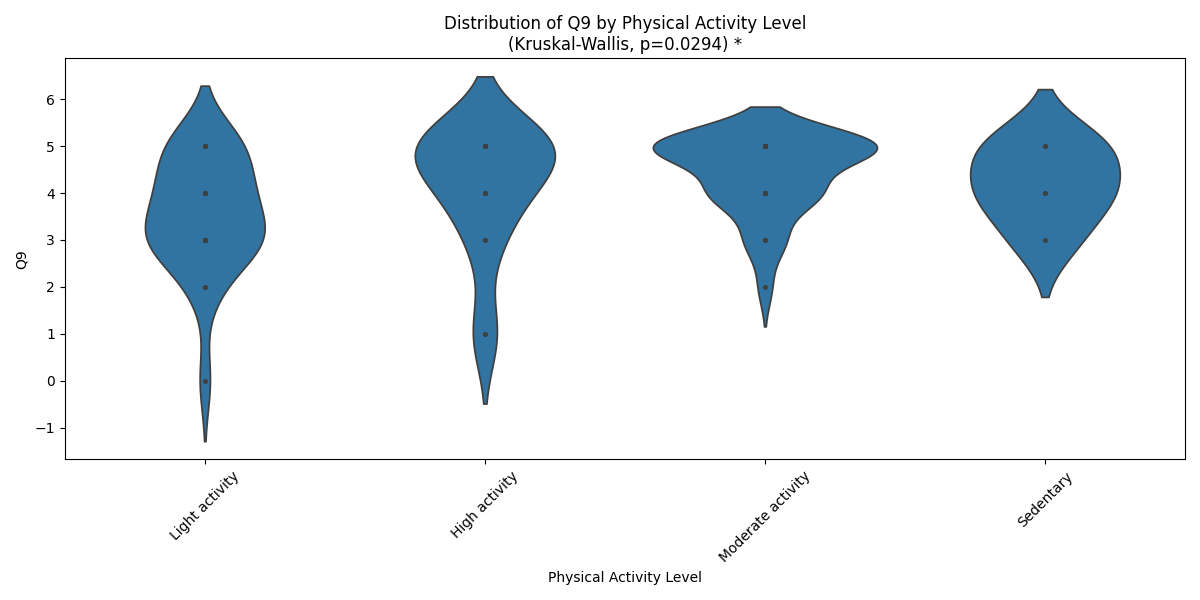 Distribution of Q9 by Physical Activity Level
(Kruskal-Wallis, p=0.0294) *
Q9
6
5
4
3
2
1
0
−1
Light activity
High activity
Moderate activity
Sedentary
Physical Activity Level